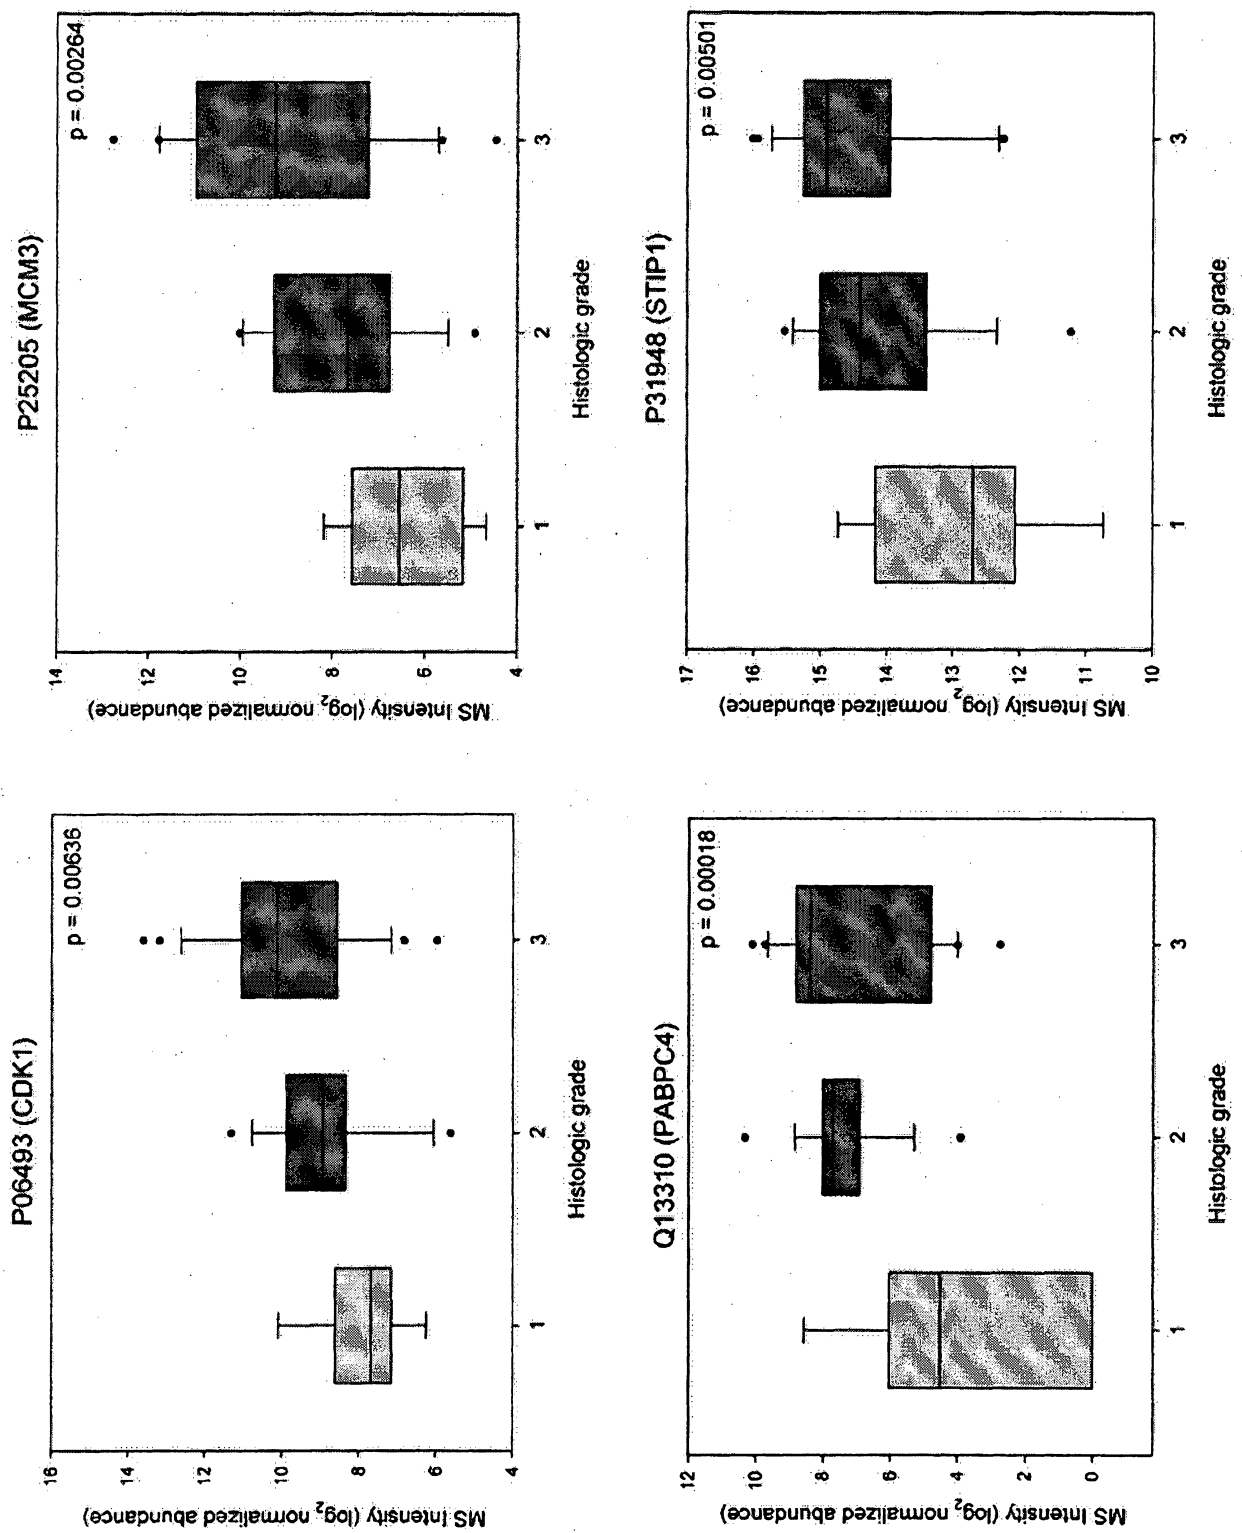 P06493 (CDK1)
p = 0.00636
MS Intensity (log₂ normalized abundance)
16
14
12
10
8
6
4
1
2
3
Histologic grade
P25205 (MCM3)
p = 0.00264
MS Intensity (log₂ normalized abundance)
14
12
10
8
6
4
1
2
3
Histologic grade
Q13310 (PABPC4)
p = 0.00018
MS Intensity (log₂ normalized abundance)
12
10
8
6
4
2
0
1
2
3
Histologic grade
P31948 (STIP1)
p = 0.00501
MS Intensity (log₂ normalized abundance)
17
16
15
14
13
12
11
10
1
2
3
Histologic grade